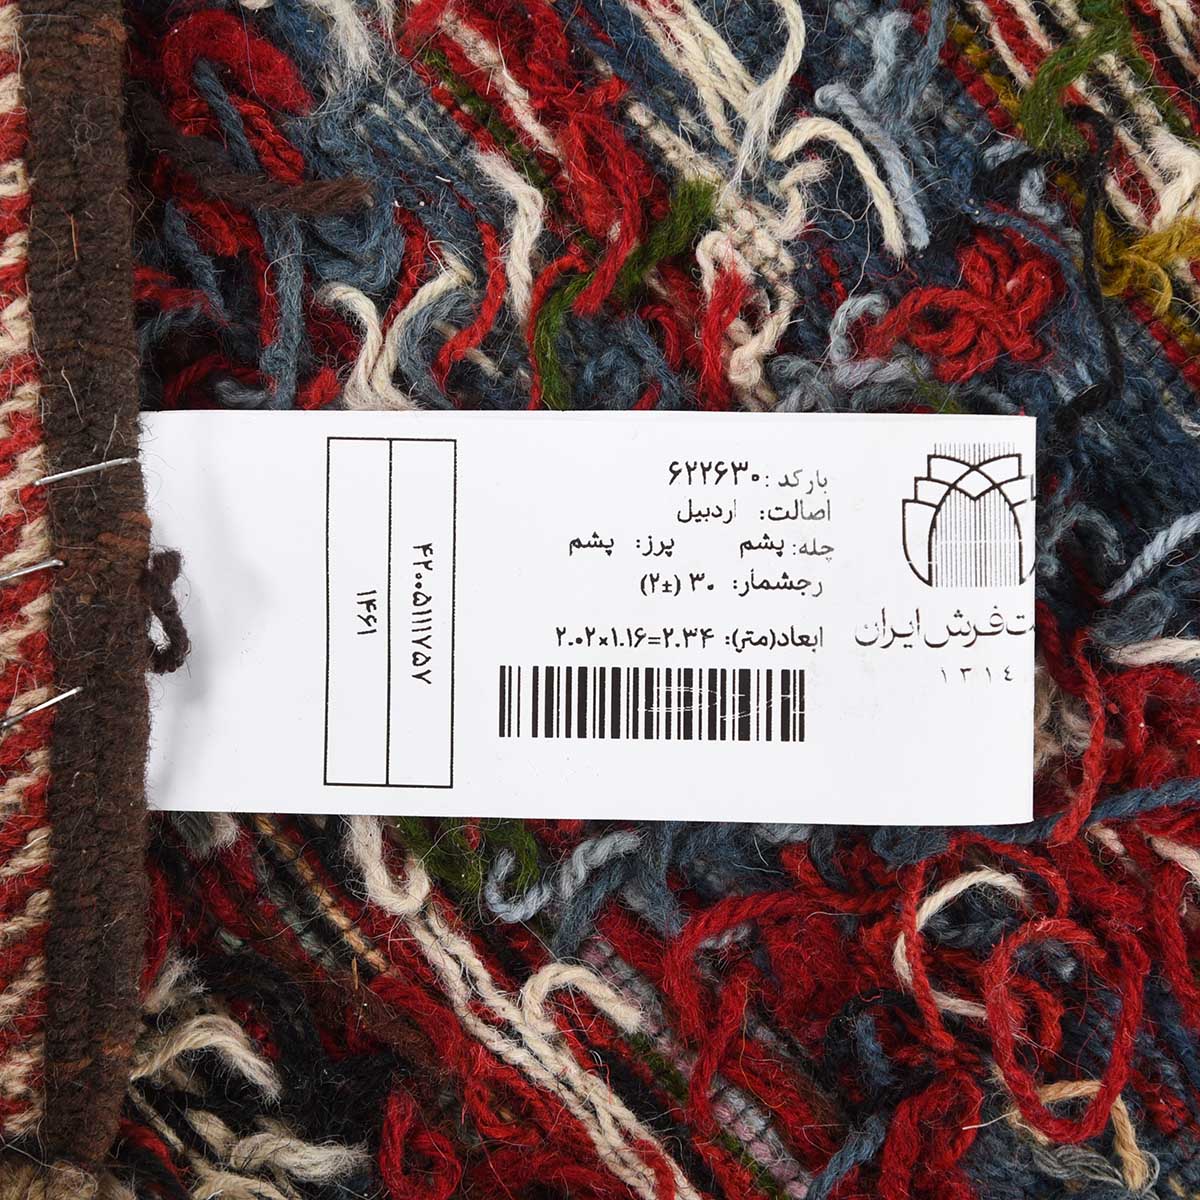 بارکد: ۶۲۲۶۳۰
اصالت: اردبیل
چله: پشم پرز: پشم
رجشمار: ۳۰ (±۲)
ابعاد(متر): ۲.۰۲×۱.۱۶=۲.۳۴
فرش ایران
۱۳۱٤
۴۲۰۰۵۱۱۱۷۵۷
۱۴۶۱